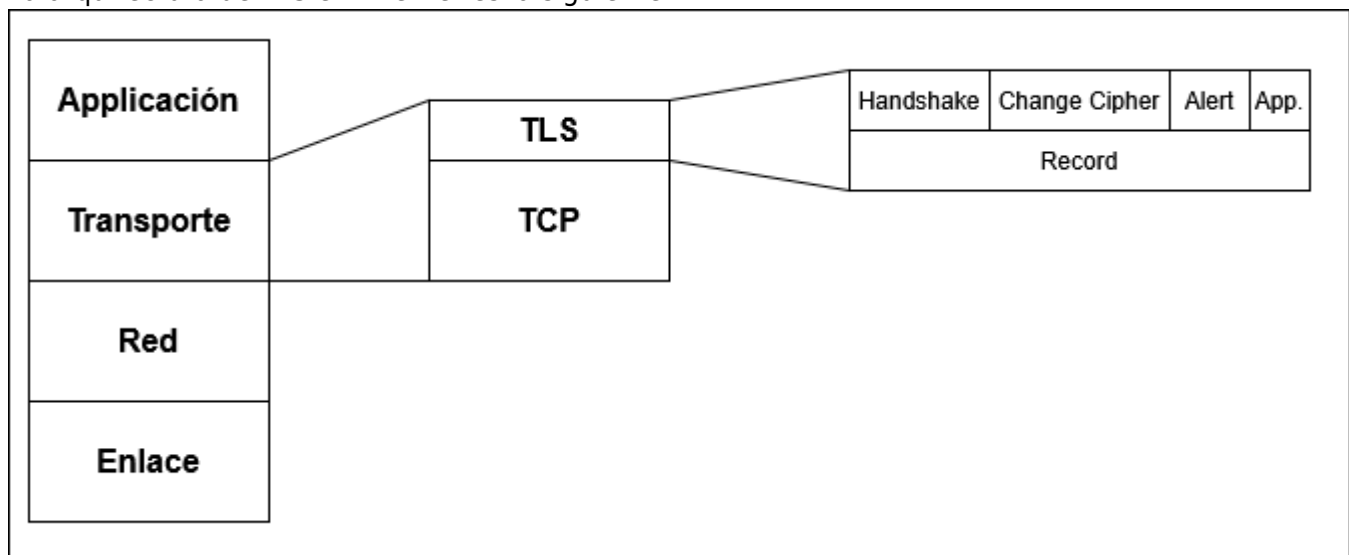 Applicación
Transporte
Red
Enlace
TLS
TCP
Handshake
Change Cipher
Alert
App.
Record